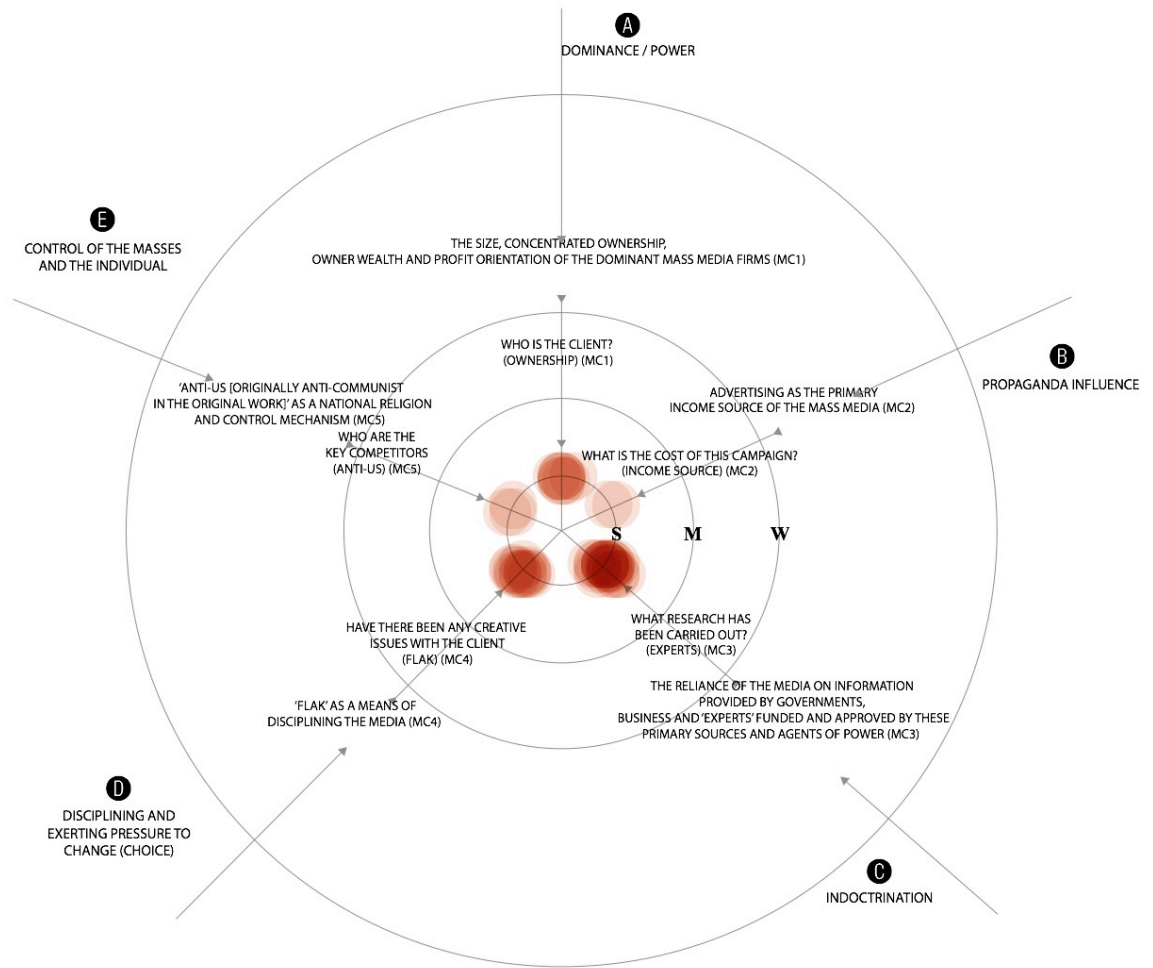 A
DOMINANCE / POWER
E
CONTROL OF THE MASSES
AND THE INDIVIDUAL
THE SIZE, CONCENTRATED OWNERSHIP,
OWNER WEALTH AND PROFIT ORIENTATION OF THE DOMINANT MASS MEDIA FIRMS (MC1)
WHO IS THE CLIENT?
(OWNERSHIP) (MC1)
B
PROPAGANDA INFLUENCE
'ANTI-US [ORIGINALLY ANTI-COMMUNIST
IN THE ORIGINAL WORK]' AS A NATIONAL RELIGION
AND CONTROL MECHANISM (MC5)
ADVERTISING AS THE PRIMARY
INCOME SOURCE OF THE MASS MEDIA (MC2)
WHO ARE THE
KEY COMPETITORS
(ANTI-US) (MC5)
WHAT IS THE COST OF THIS CAMPAIGN?
(INCOME SOURCE) (MC2)
S M W
HAVE THERE BEEN ANY CREATIVE
ISSUES WITH THE CLIENT
(FLAK) (MC4)
WHAT RESEARCH HAS
BEEN CARRIED OUT?
(EXPERTS) (MC3)
'FLAK' AS A MEANS OF
DISCIPLINING THE MEDIA (MC4)
THE RELIANCE OF THE MEDIA ON INFORMATION
PROVIDED BY GOVERNMENTS,
BUSINESS AND 'EXPERTS' FUNDED AND APPROVED BY THESE
PRIMARY SOURCES AND AGENTS OF POWER (MC3)
D
DISCIPLINING AND
EXERTING PRESSURE TO
CHANGE (CHOICE)
C
INDOCTRINATION